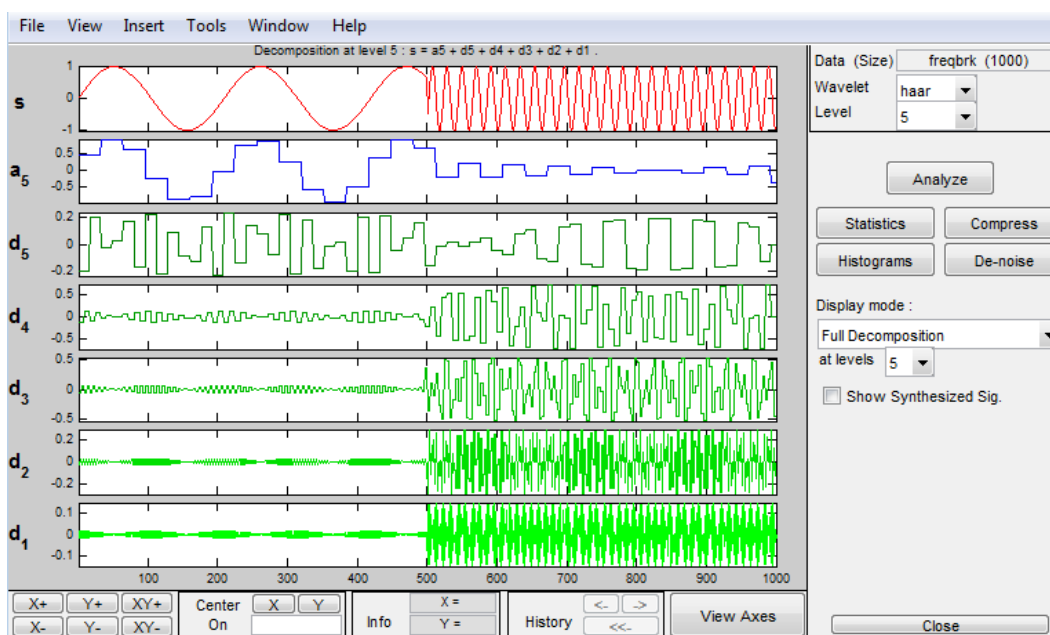 File View Insert Tools Window Help
Decomposition at level 5 : s = a5 + d5 + d4 + d3 + d2 + d1 .
s
1
0
-1
a5
0.5
0
-0.5
d5
0.2
0
-0.2
d4
0.5
0
-0.5
d3
0.5
0
-0.5
d2
0.2
0
-0.2
d1
0.1
0
-0.1
100 200 300 400 500 600 700 800 900 1000
Data (Size) freqbrk (1000)
Wavelet haar
Level 5
Analyze
Statistics Compress
Histograms De-noise
Display mode :
Full Decomposition
at levels 5
Show Synthesized Sig.
X+ Y+ XY+ Center X Y X = <- -> View Axes
X- Y- XY- On Info Y = History <<- Close